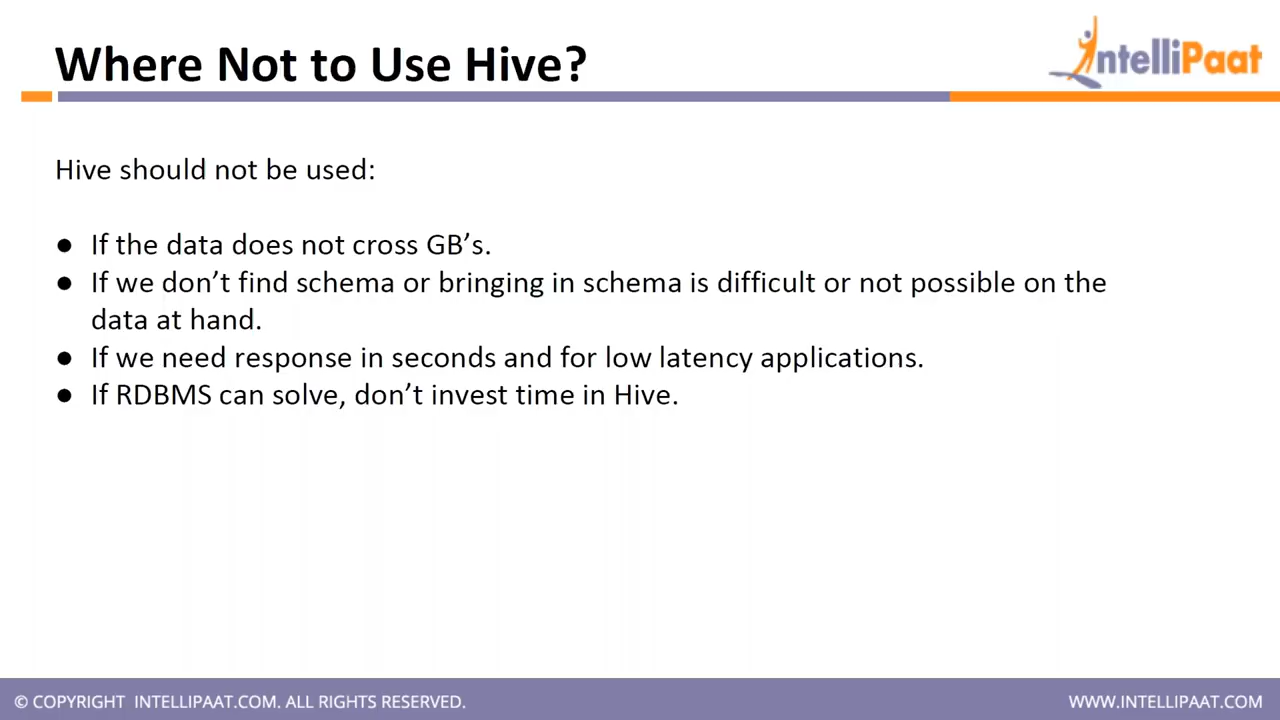 Where Not to Use Hive?
IntelliPaat
Hive should not be used:
● If the data does not cross GB’s.
● If we don’t find schema or bringing in schema is difficult or not possible on the
data at hand.
● If we need response in seconds and for low latency applications.
● If RDBMS can solve, don’t invest time in Hive.
© COPYRIGHT INTELLIPAAT.COM. ALL RIGHTS RESERVED.
WWW.INTELLIPAAT.COM